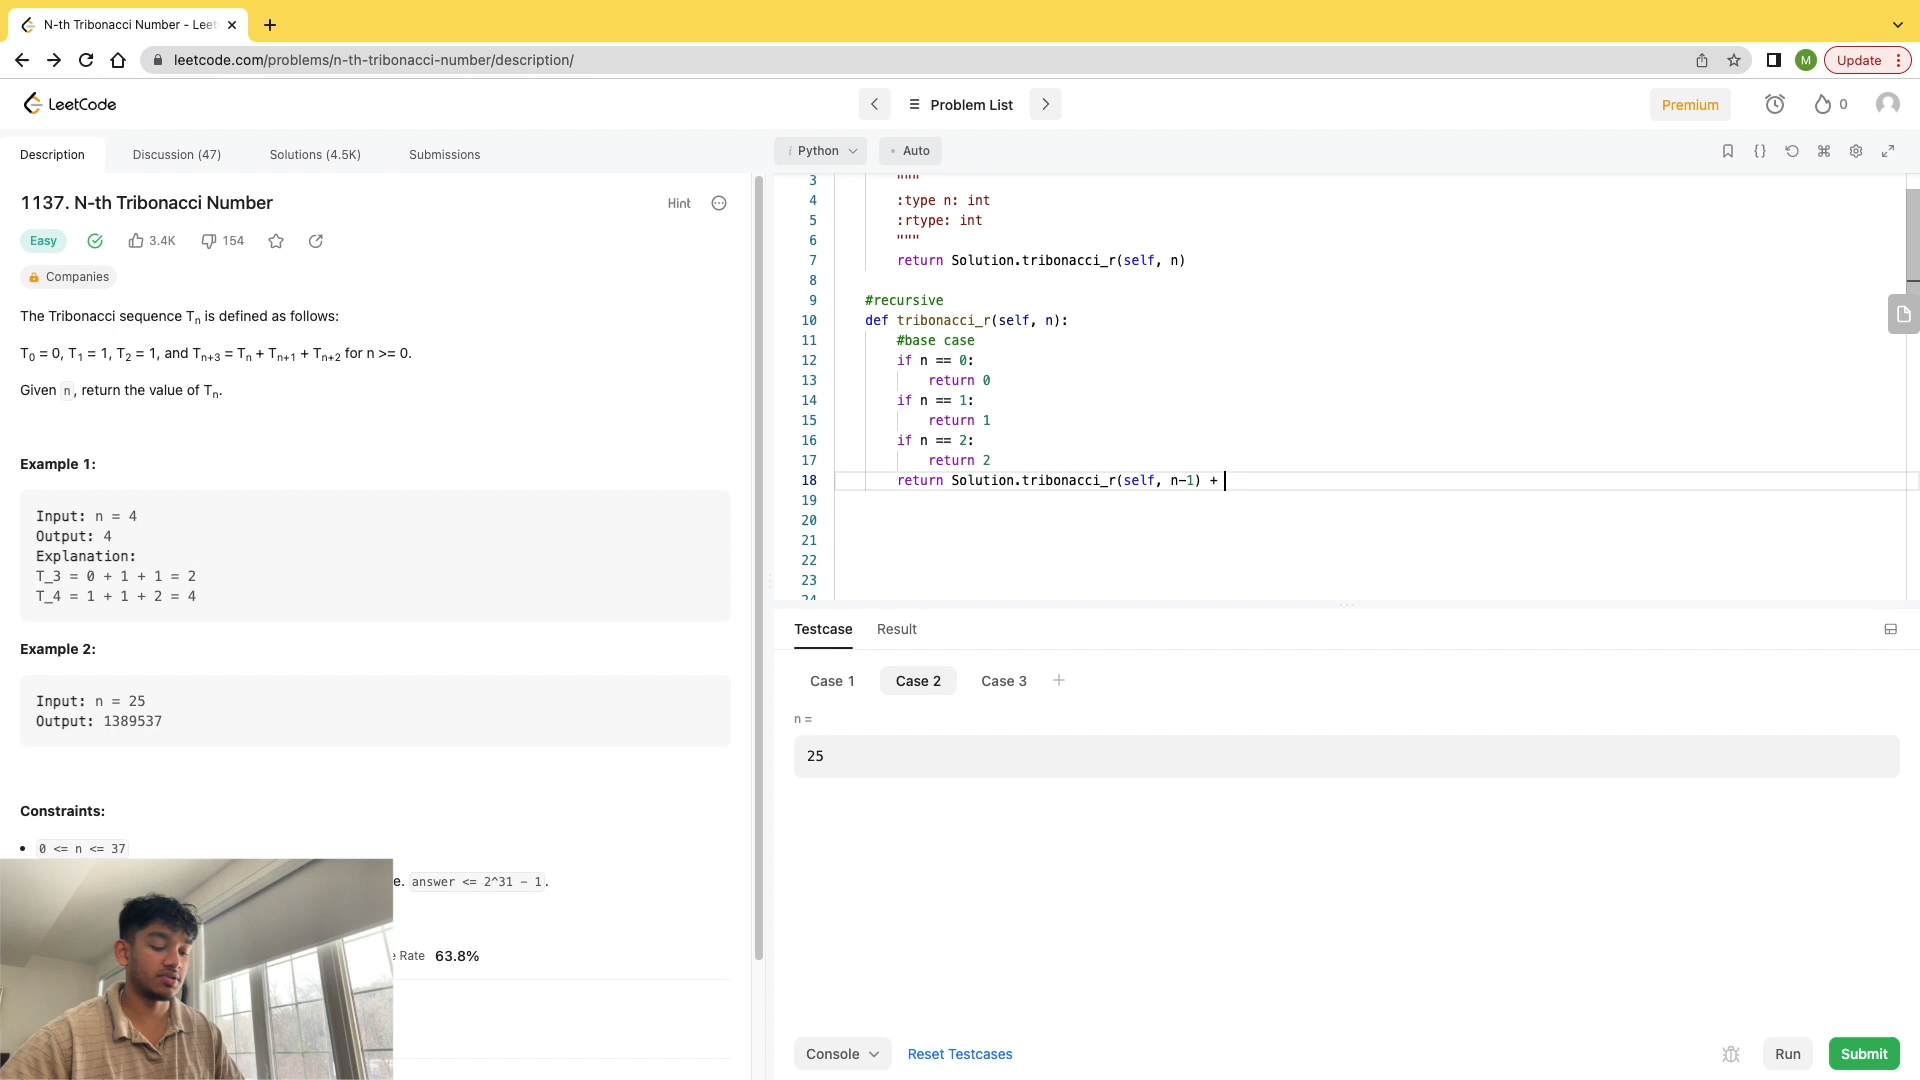 N-th Tribonacci Number - Leet
leetcode.com/problems/n-th-tribonacci-number/description/
M
Update
LeetCode
Problem List
Premium
0
Description
Discussion (47)
Solutions (4.5K)
Submissions
1137. N-th Tribonacci Number
Hint
Easy
3.4K
154
Companies
The Tribonacci sequence Tn is defined as follows:
T0 = 0, T1 = 1, T2 = 1, and Tn+3 = Tn + Tn+1 + Tn+2 for n >= 0.
Given n, return the value of Tn.
Example 1:
Input: n = 4
Output: 4
Explanation:
T_3 = 0 + 1 + 1 = 2
T_4 = 1 + 1 + 2 = 4
Example 2:
Input: n = 25
Output: 1389537
Constraints:
• 0 <= n <= 37
e. answer <= 2^31 - 1.
Rate 63.8%
i Python
• Auto
3 """
4 :type n: int
5 :rtype: int
6 """
7 return Solution.tribonacci_r(self, n)
8
9 #recursive
10 def tribonacci_r(self, n):
11 #base case
12 if n == 0:
13 return 0
14 if n == 1:
15 return 1
16 if n == 2:
17 return 2
18 return Solution.tribonacci_r(self, n-1) +
19
20
21
22
23
24
Testcase
Result
Case 1
Case 2
Case 3
+
n =
25
Console
Reset Testcases
Run
Submit